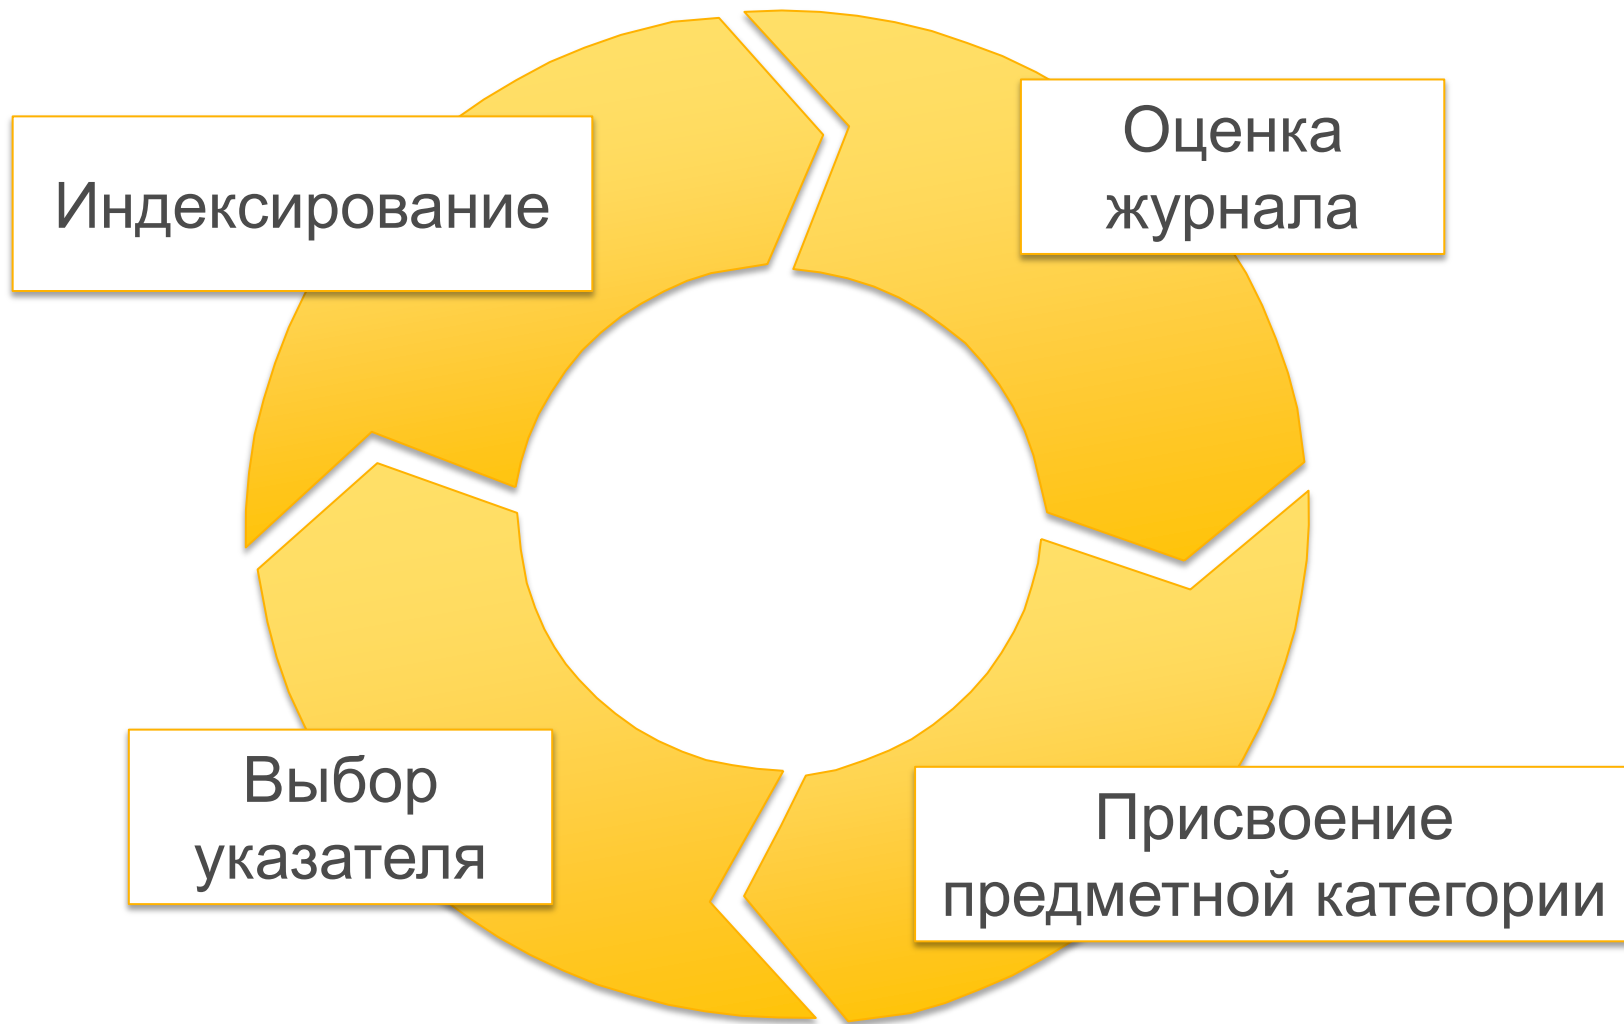 Оценка
журнала
Индексирование
Выбор
указателя
Присвоение
предметной категории